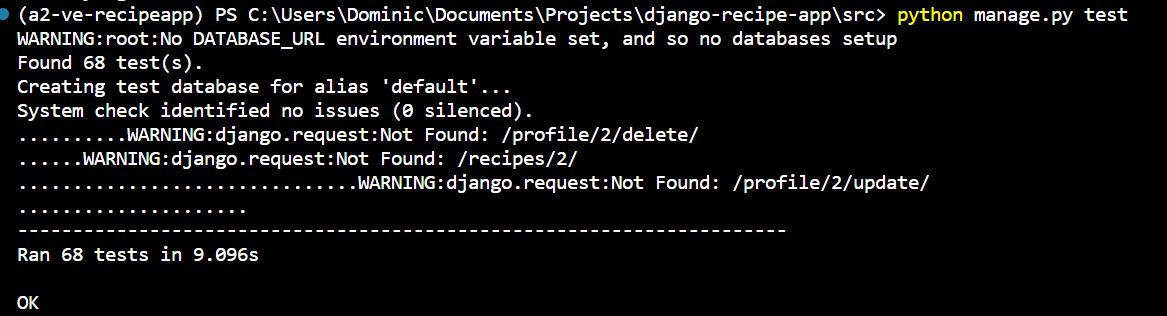 (a2-ve-recipeapp) PS C:\Users\Dominic\Documents\Projects\django-recipe-app\src> python manage.py test
WARNING:root:No DATABASE_URL environment variable set, and so no databases setup
Found 68 test(s).
Creating test database for alias 'default'...
System check identified no issues (0 silenced).
..........WARNING:django.request:Not Found: /profile/2/delete/
......WARNING:django.request:Not Found: /recipes/2/
...............................WARNING:django.request:Not Found: /profile/2/update/
.....................
----------------------------------------------------------------------
Ran 68 tests in 9.096s
OK